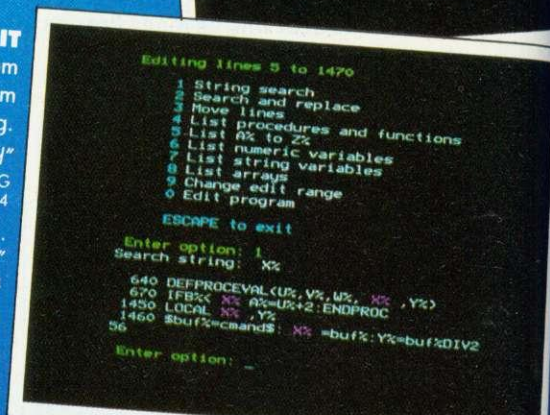 IT
m
m
g.
y"
G
4
.
"
Editing lines 5 to 1470
1 String search
2 Search and replace
3 Move lines
4 List procedures and functions
5 List A% to Z%
6 List numeric variables
7 List string variables
8 List arrays
9 Change edit range
0 Edit program
ESCAPE to exit
Enter option: 1
Search string: X%
640 DEFPROCEVAL(U%,V%,W%, X% ,Y%)
670 IFB%< X% A%=U%+2:ENDPROC
1450 LOCAL X% ,Y%
1460 $buf%=cmand$: X% =buf%:Y%=buf%DIV2
56
Enter option: _